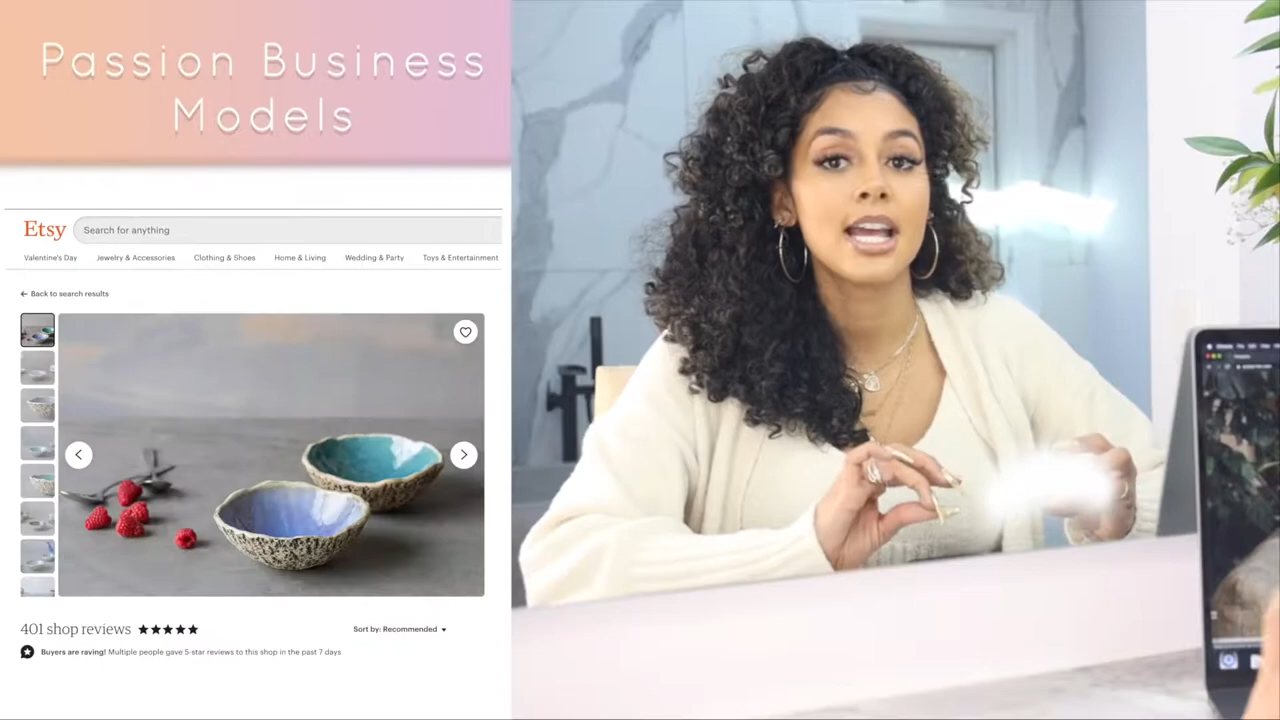 Passion Business
Models
Etsy
Search for anything
Valentine's Day Jewelry & Accessories Clothing & Shoes Home & Living Wedding & Party Toys & Entertainment
← Back to search results
401 shop reviews ★★★★★
Sort by: Recommended
Buyers are raving! Multiple people gave 5-star reviews to this shop in the past 7 days